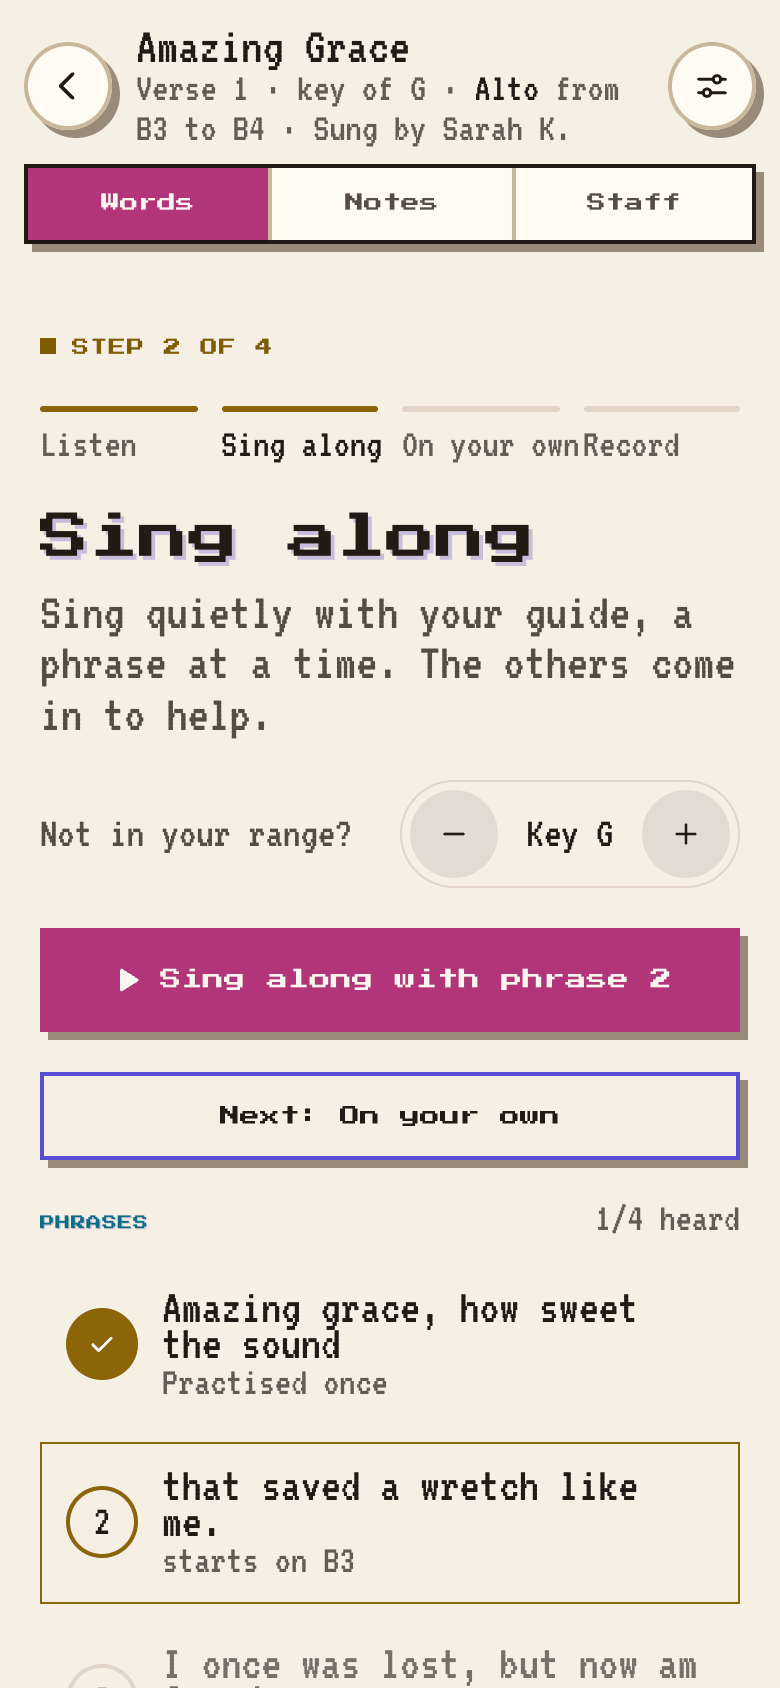 Amazing Grace
Verse 1 · key of G · Alto from
B3 to B4 · Sung by Sarah K.
Words Notes Staff
STEP 2 OF 4
Listen Sing along On your own Record
Sing along
Sing quietly with your guide, a
phrase at a time. The others come
in to help.
Not in your range? − Key G +
Sing along with phrase 2
Next: On your own
PHRASES 1/4 heard
Amazing grace, how sweet
the sound
Practised once
2 that saved a wretch like
me.
starts on B3
I once was lost, but now am